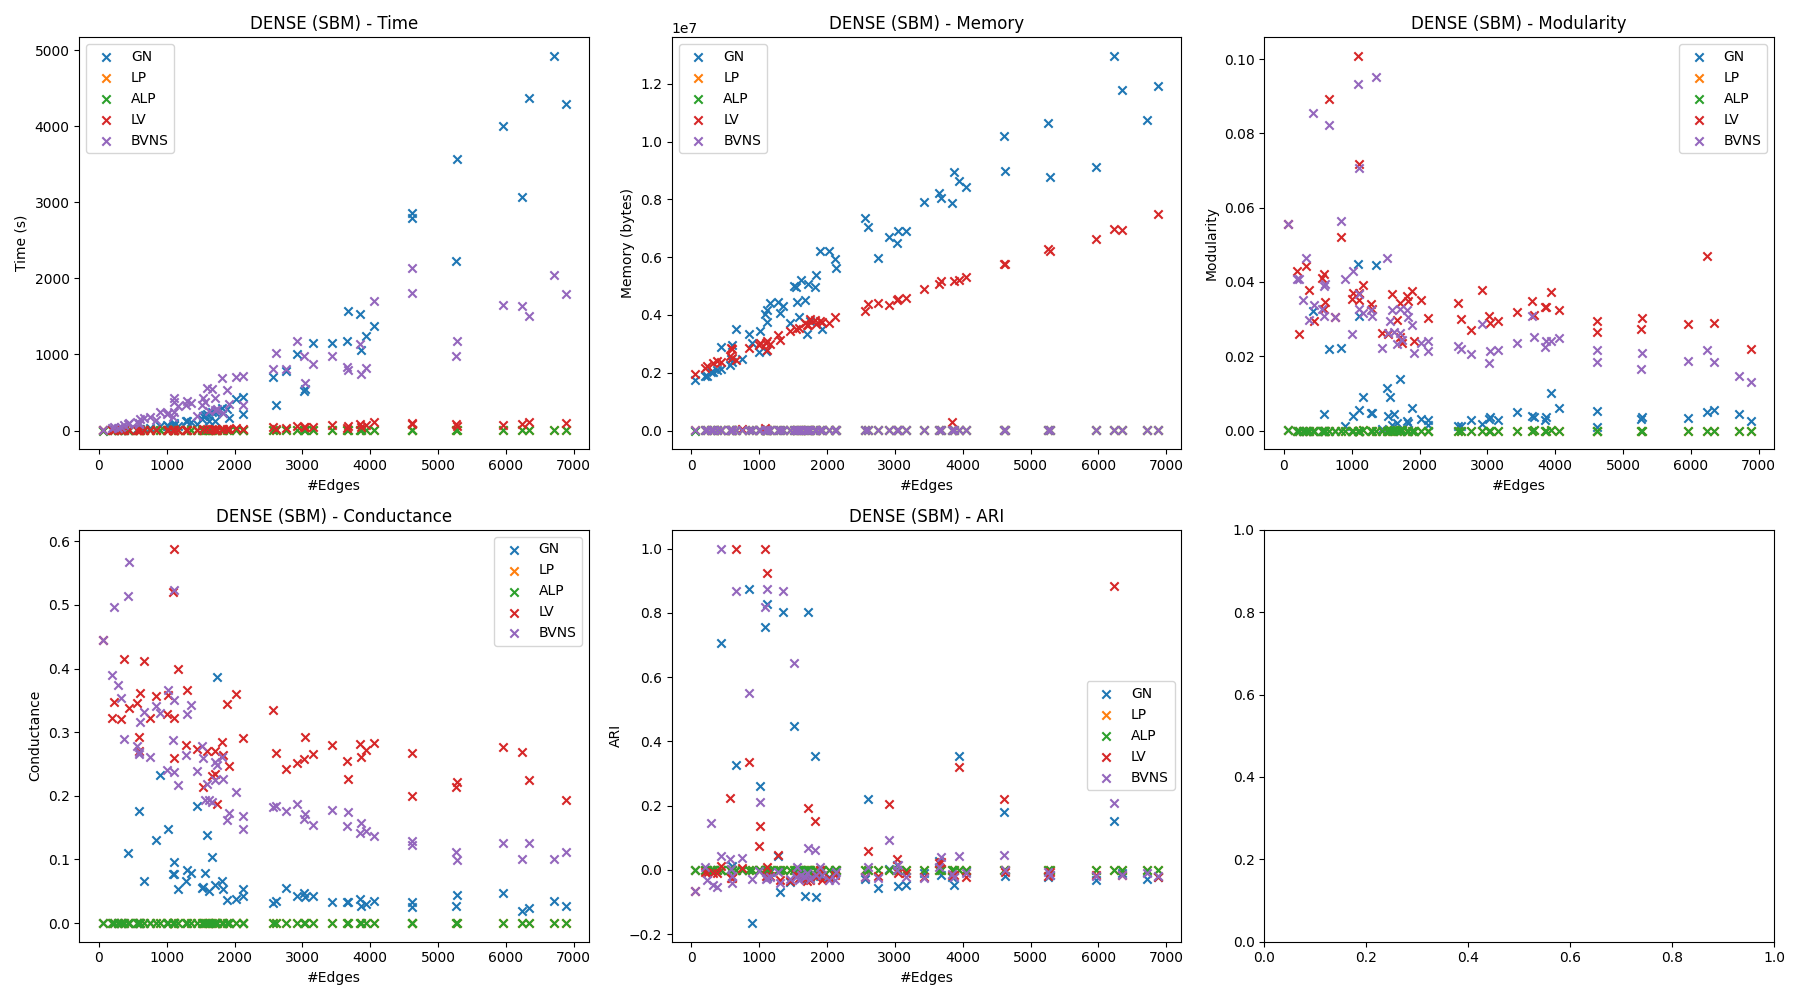 DENSE (SBM) - Time
5000
4000
3000
2000
1000
0
Time (s)
GN
LP
ALP
LV
BVNS
0 1000 2000 3000 4000 5000 6000 7000
#Edges
DENSE (SBM) - Memory
1e7
1.2
1.0
0.8
0.6
0.4
0.2
0.0
Memory (bytes)
GN
LP
ALP
LV
BVNS
0 1000 2000 3000 4000 5000 6000 7000
#Edges
DENSE (SBM) - Modularity
0.10
0.08
0.06
0.04
0.02
0.00
Modularity
GN
LP
ALP
LV
BVNS
0 1000 2000 3000 4000 5000 6000 7000
#Edges
DENSE (SBM) - Conductance
0.6
0.5
0.4
0.3
0.2
0.1
0.0
Conductance
GN
LP
ALP
LV
BVNS
0 1000 2000 3000 4000 5000 6000 7000
#Edges
DENSE (SBM) - ARI
1.0
0.8
0.6
0.4
0.2
0.0
−0.2
ARI
GN
LP
ALP
LV
BVNS
0 1000 2000 3000 4000 5000 6000 7000
#Edges
1.0
0.8
0.6
0.4
0.2
0.0
0.0 0.2 0.4 0.6 0.8 1.0